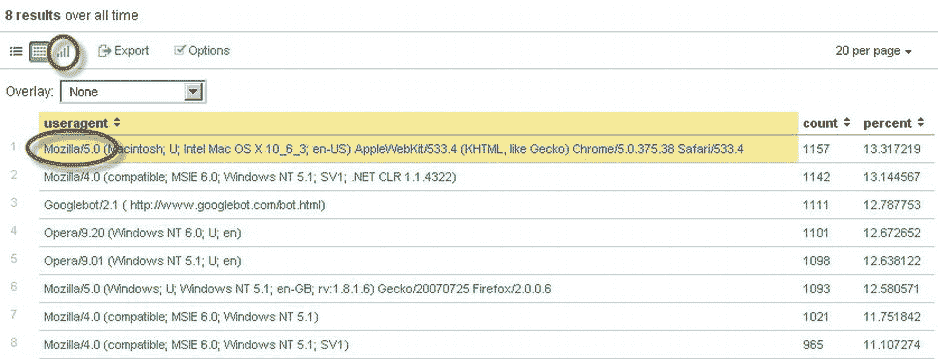 8 results over all time
Export Options 20 per page
Overlay: None
useragent count percent
1 Mozilla/5.0 (Macintosh; U; Intel Mac OS X 10_6_3; en-US) AppleWebKit/533.4 (KHTML, like Gecko) Chrome/5.0.375.38 Safari/533.4 1157 13.317219
2 Mozilla/4.0 (compatible; MSIE 6.0; Windows NT 5.1; SV1; .NET CLR 1.1.4322) 1142 13.144567
3 Googlebot/2.1 ( http://www.googlebot.com/bot.html) 1111 12.787753
4 Opera/9.20 (Windows NT 6.0; U; en) 1101 12.672652
5 Opera/9.01 (Windows NT 5.1; U; en) 1098 12.638122
6 Mozilla/5.0 (Windows; U; Windows NT 5.1; en-GB; rv:1.8.1.6) Gecko/20070725 Firefox/2.0.0.6 1093 12.580571
7 Mozilla/4.0 (compatible; MSIE 6.0; Windows NT 5.1) 1021 11.751842
8 Mozilla/4.0 (compatible; MSIE 6.0; Windows NT 5.1; SV1) 965 11.107274